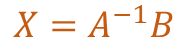 X = A⁻¹B